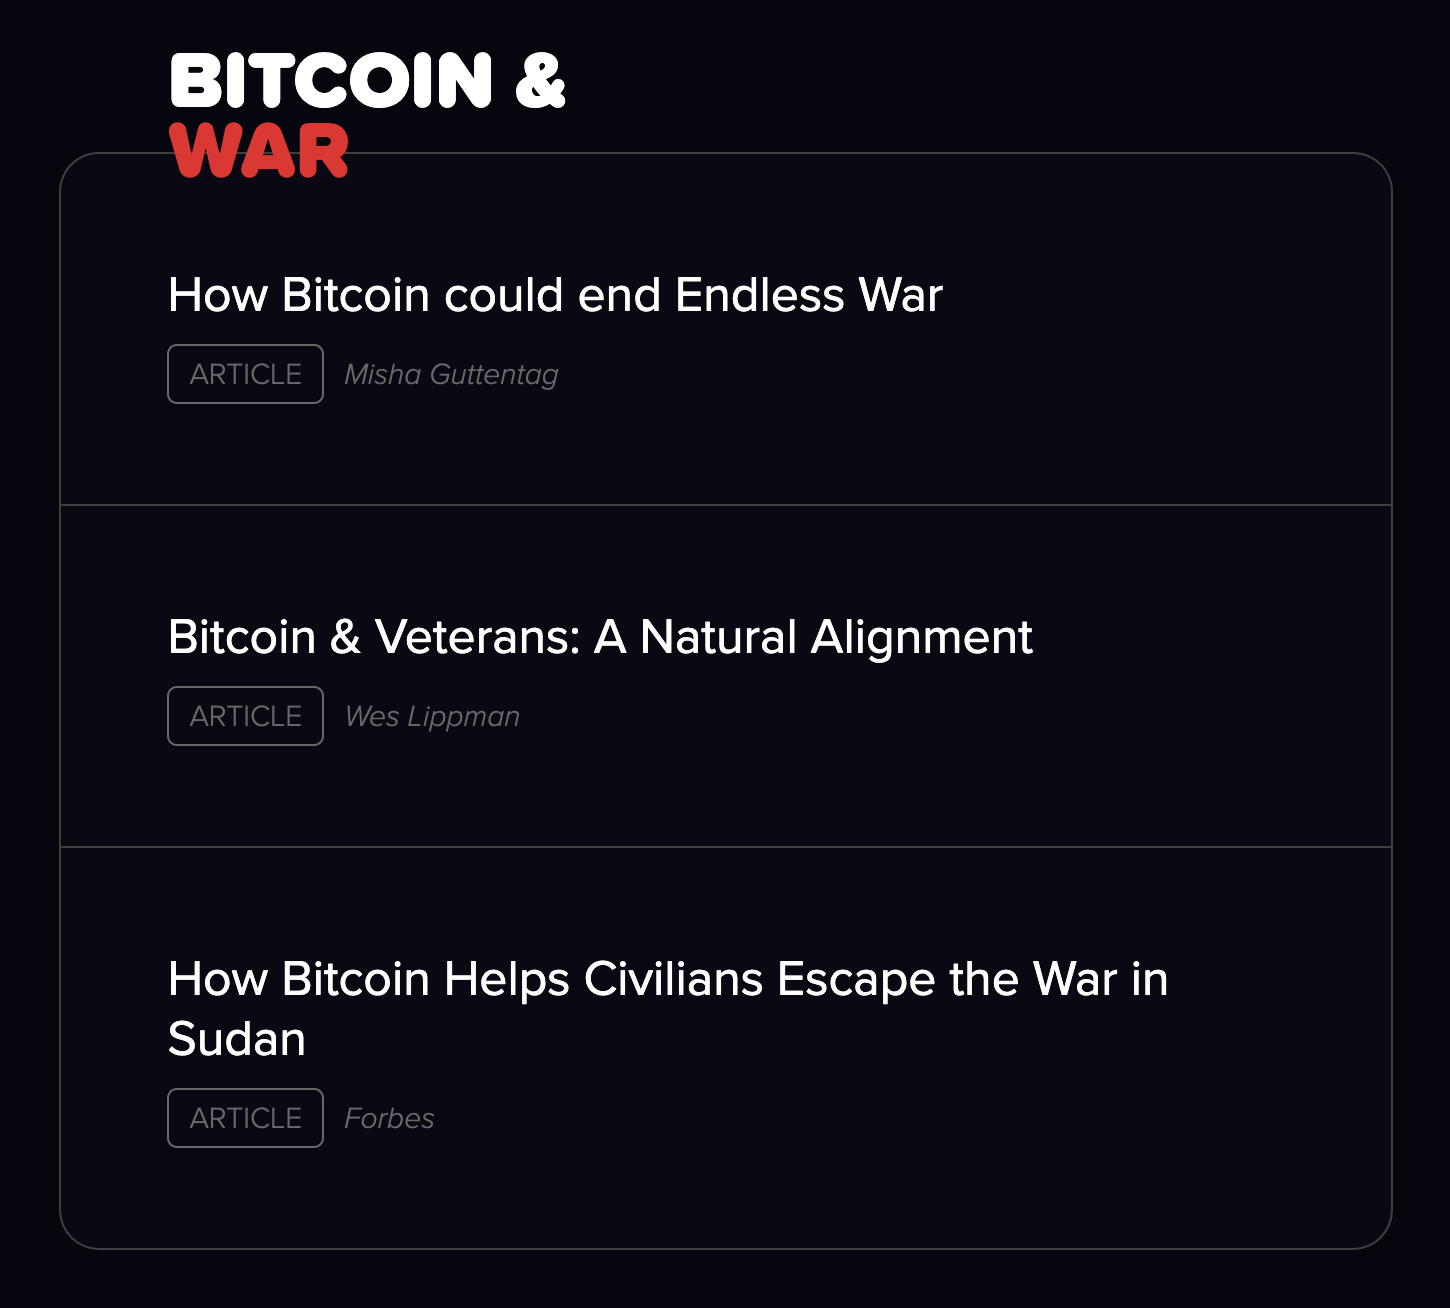 BITCOIN &
WAR
How Bitcoin could end Endless War
ARTICLE Misha Guttentag
Bitcoin & Veterans: A Natural Alignment
ARTICLE Wes Lippman
How Bitcoin Helps Civilians Escape the War in
Sudan
ARTICLE Forbes